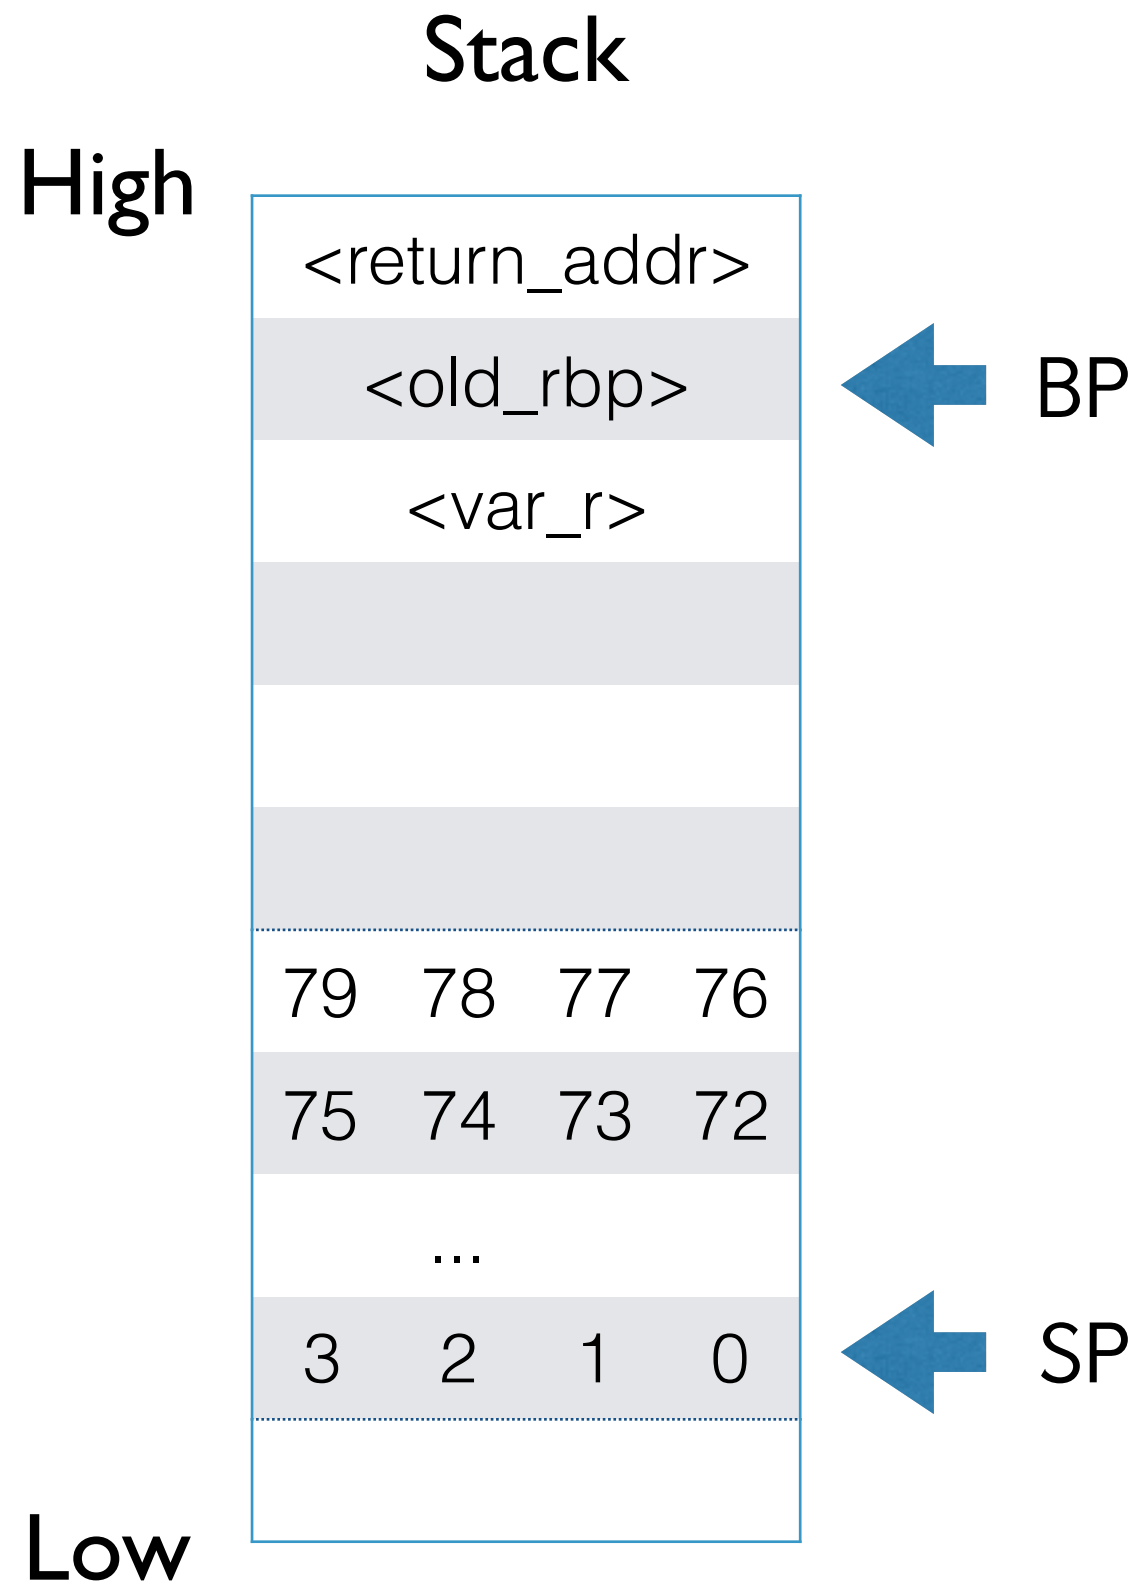 Stack
High
<return_addr>
<old_rbp>
BP
<var_r>
79 78 77 76
75 74 73 72
...
3 2 1 0
SP
Low